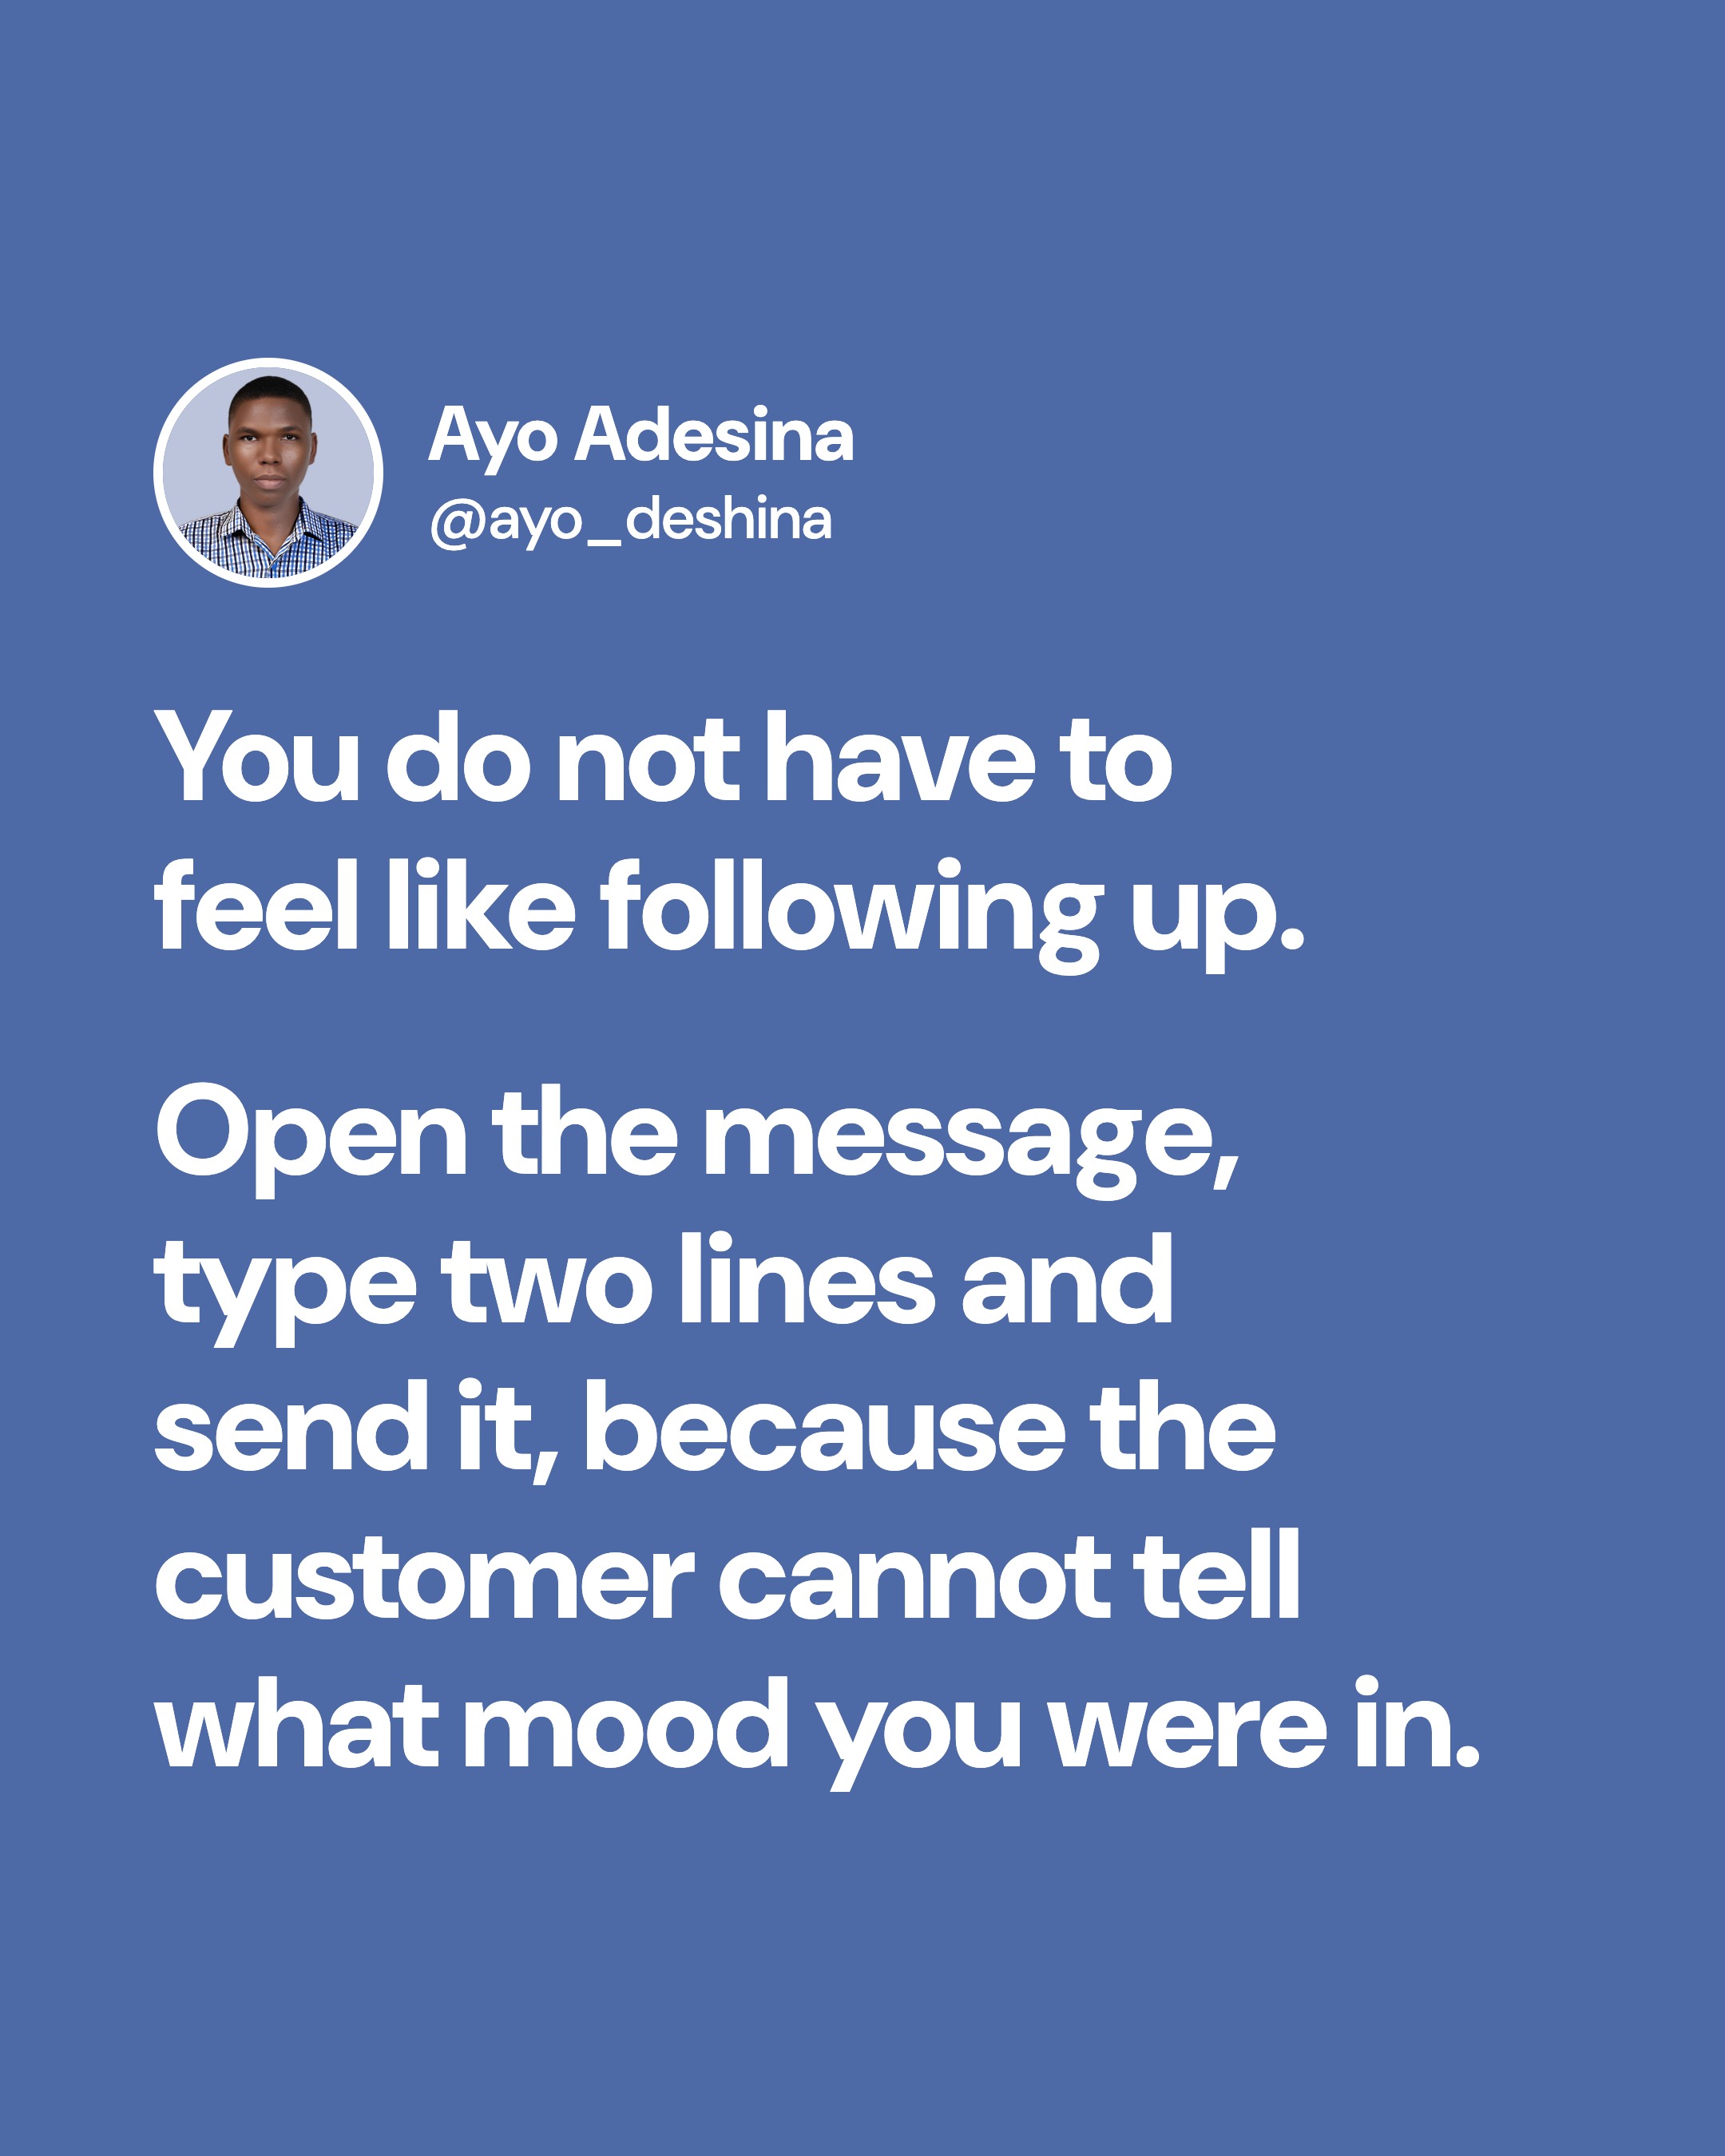 Ayo Adesina
@ayo_deshina
You do not have to
feel like following up.
Open the message,
type two lines and
send it, because the
customer cannot tell
what mood you were in.